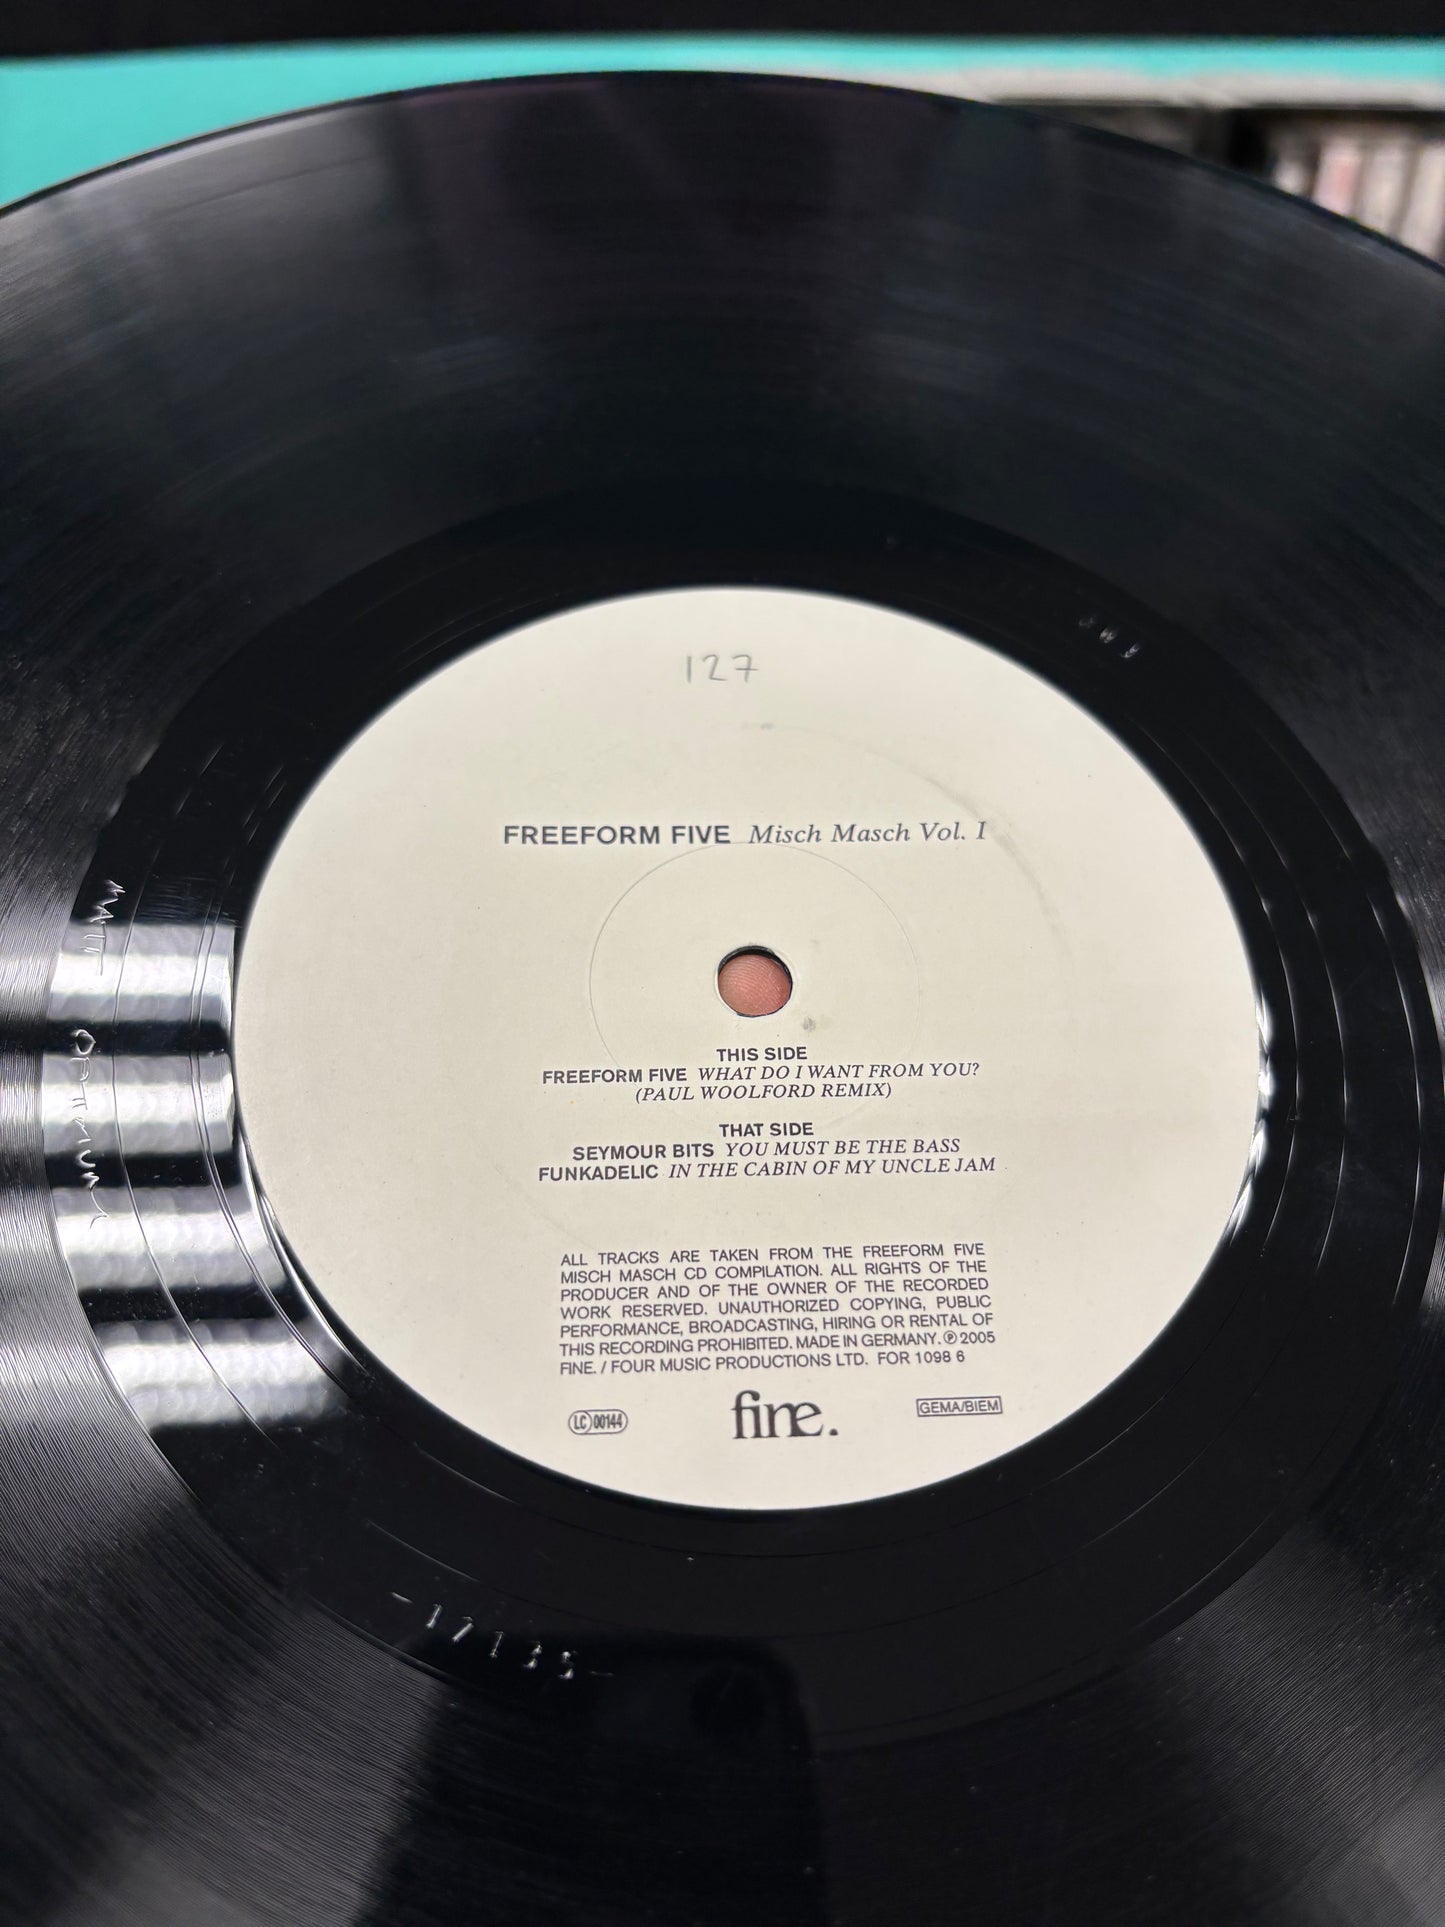 127
FREEFORM FIVE Misch Masch Vol. I
THIS SIDE
FREEFORM FIVE WHAT DO I WANT FROM YOU?
(PAUL WOOLFORD REMIX)
THAT SIDE
SEYMOUR BITS YOU MUST BE THE BASS
FUNKADELIC IN THE CABIN OF MY UNCLE JAM
ALL TRACKS ARE TAKEN FROM THE FREEFORM FIVE
MISCH MASCH CD COMPILATION. ALL RIGHTS OF THE
PRODUCER AND OF THE OWNER OF THE RECORDED
WORK RESERVED. UNAUTHORIZED COPYING, PUBLIC
PERFORMANCE, BROADCASTING, HIRING OR RENTAL OF
THIS RECORDING PROHIBITED. MADE IN GERMANY. ℗ 2005
FINE. / FOUR MUSIC PRODUCTIONS LTD. FOR 1098 6
LC 00144
fine.
GEMA/BIEM
-17135-